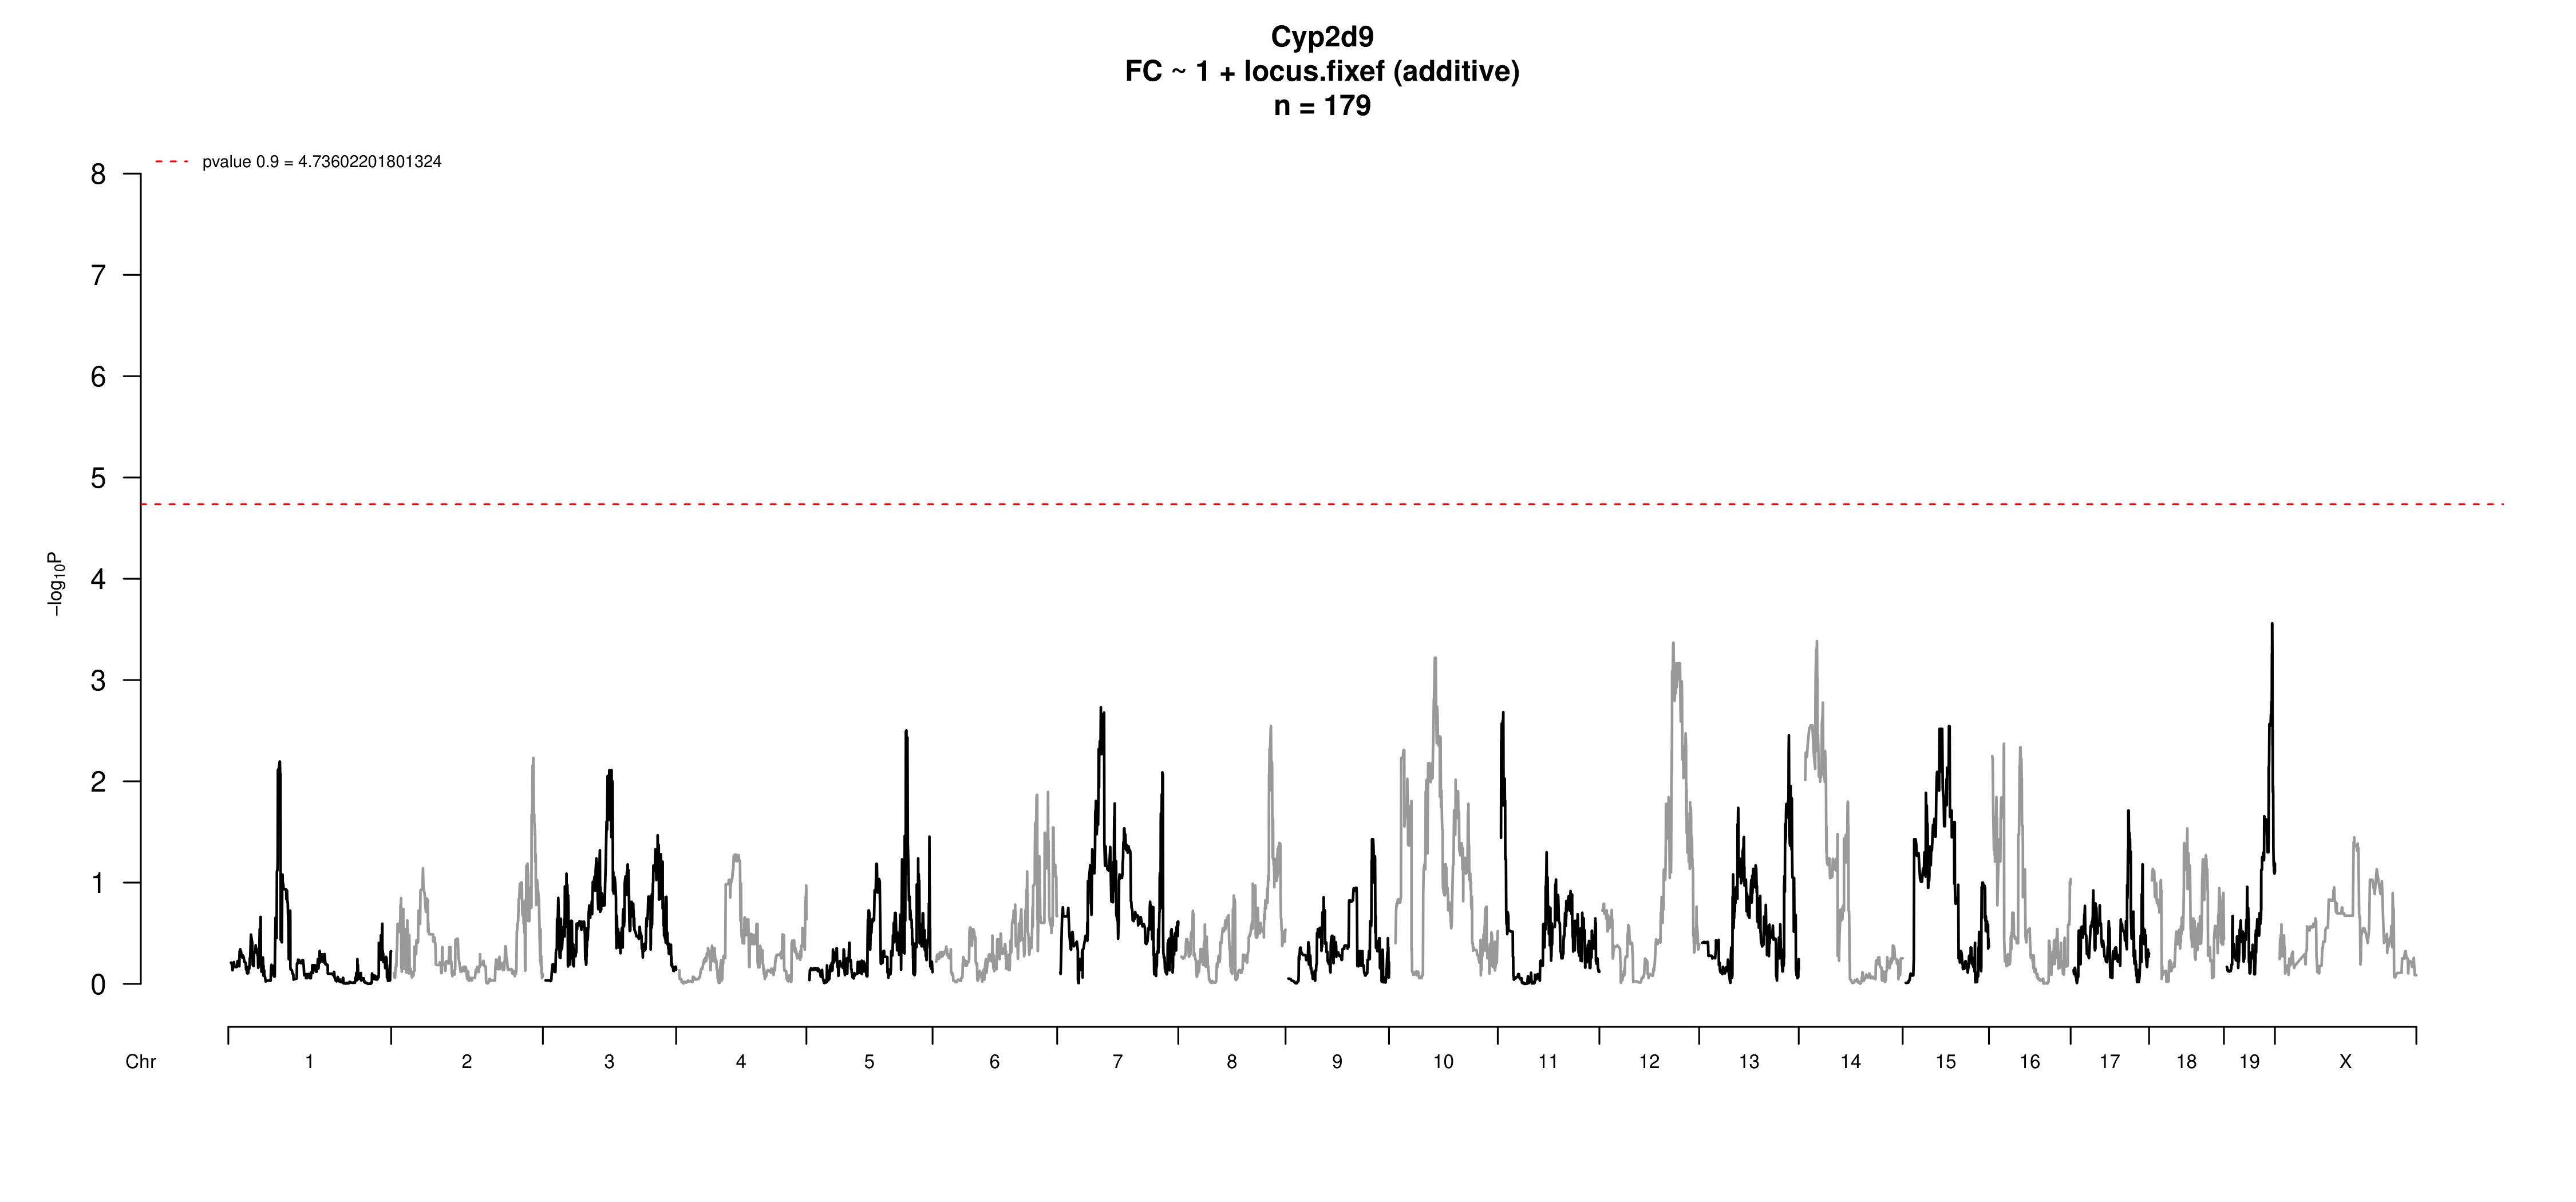 Cyp2d9
FC ~ 1 + locus.fixef (additive)
n = 179
pvalue 0.9 = 4.73602201801324
8
7
6
5
4
3
2
1
0
−log10P
Chr 1 2 3 4 5 6 7 8 9 10 11 12 13 14 15 16 17 18 19 X